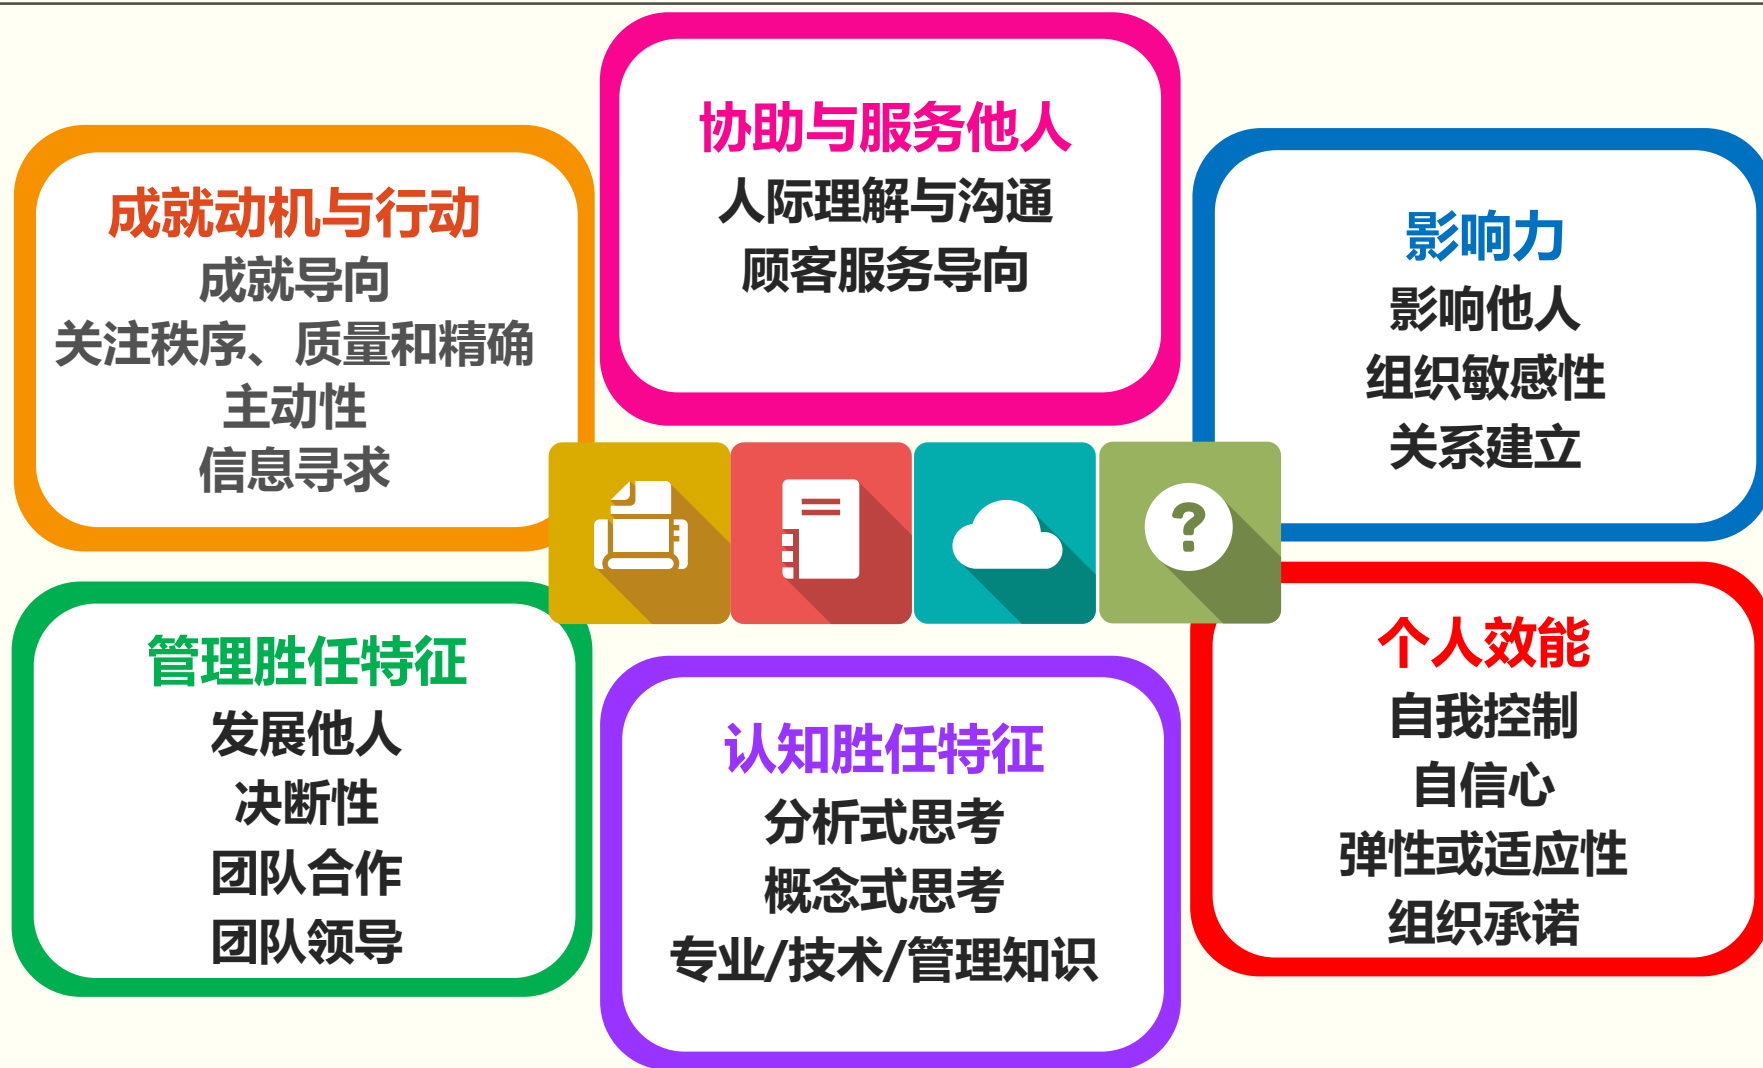 成就动机与行动
成就导向
关注秩序、质量和精确
主动性
信息寻求
协助与服务他人
人际理解与沟通
顾客服务导向
影响力
影响他人
组织敏感性
关系建立
?
管理胜任特征
发展他人
决断性
团队合作
团队领导
认知胜任特征
分析式思考
概念式思考
专业/技术/管理知识
个人效能
自我控制
自信心
弹性或适应性
组织承诺